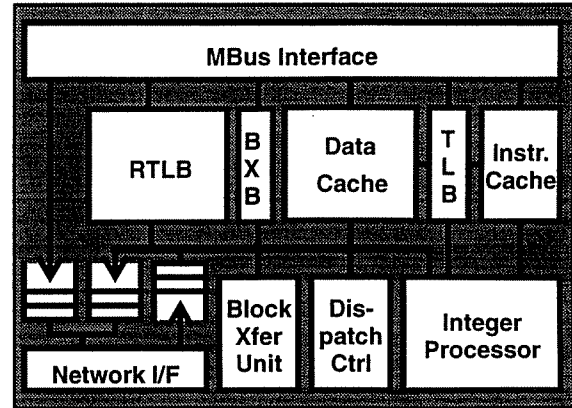 MBus Interface
RTLB
B
X
B
Data
Cache
T
L
B
Instr.
Cache
Block
Xfer
Unit
Dis-
patch
Ctrl
Integer
Processor
Network I/F